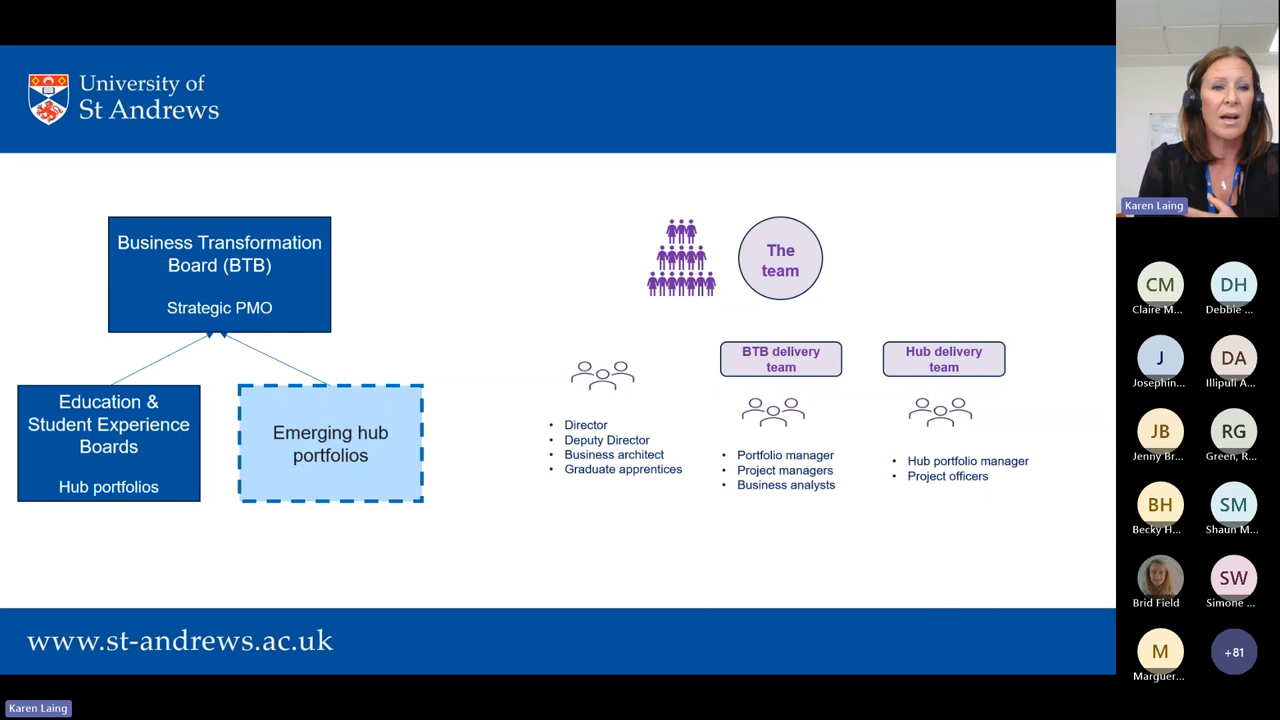 University of
St Andrews
Business Transformation
Board (BTB)
Strategic PMO
Education &
Student Experience
Boards
Hub portfolios
Emerging hub
portfolios
The
team
BTB delivery
team
Hub delivery
team
• Director
• Deputy Director
• Business architect
• Graduate apprentices
• Portfolio manager
• Project managers
• Business analysts
• Hub portfolio manager
• Project officers
www.st-andrews.ac.uk
Karen Laing
Karen Laing
CM
Claire M...
DH
Debbie ...
J
Josephin...
DA
Illipuli A...
JB
Jenny Br...
RG
Green, R...
BH
Becky H...
SM
Shaun M...
Brid Field
SW
Simone ...
M
Marguer...
+81